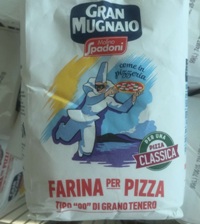 GRAN
MUGNAIO
Molino
Spadoni
come in
pizzeria
PER UNA
PIZZA
CLASSICA
FARINA PER PIZZA
TIPO "00" DI GRANO TENERO